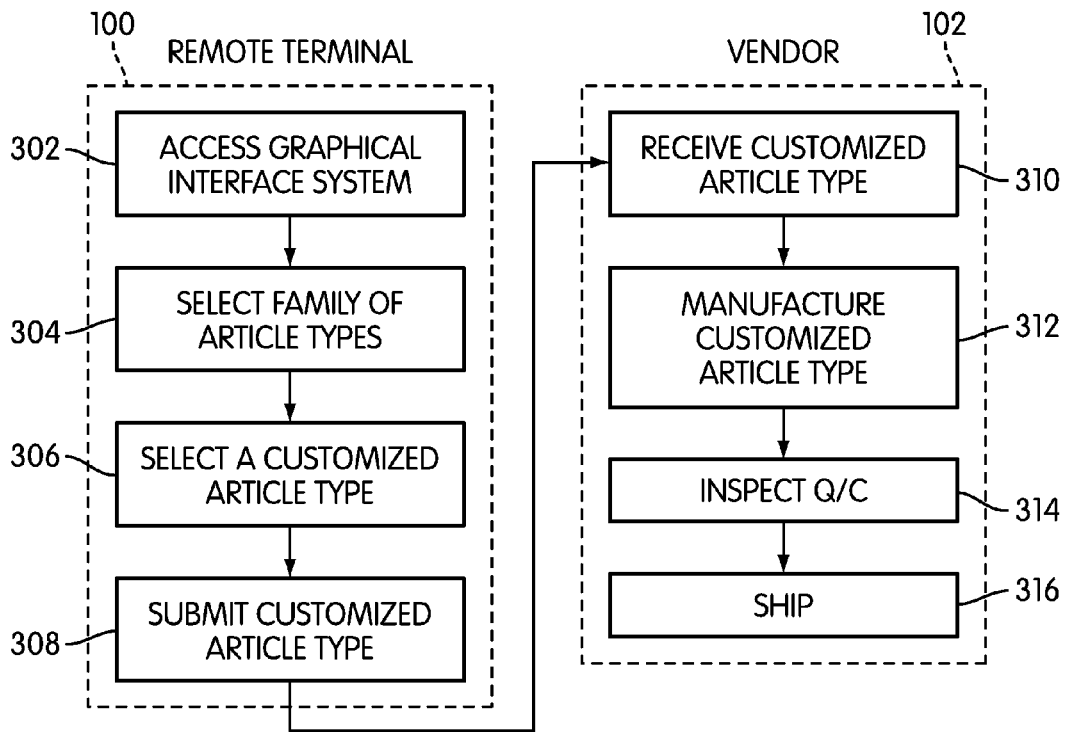 100
REMOTE TERMINAL
302
ACCESS GRAPHICAL
INTERFACE SYSTEM
304
SELECT FAMILY OF
ARTICLE TYPES
306
SELECT A CUSTOMIZED
ARTICLE TYPE
308
SUBMIT CUSTOMIZED
ARTICLE TYPE
102
VENDOR
RECEIVE CUSTOMIZED
ARTICLE TYPE
310
MANUFACTURE
CUSTOMIZED
ARTICLE TYPE
312
INSPECT Q/C
314
SHIP
316